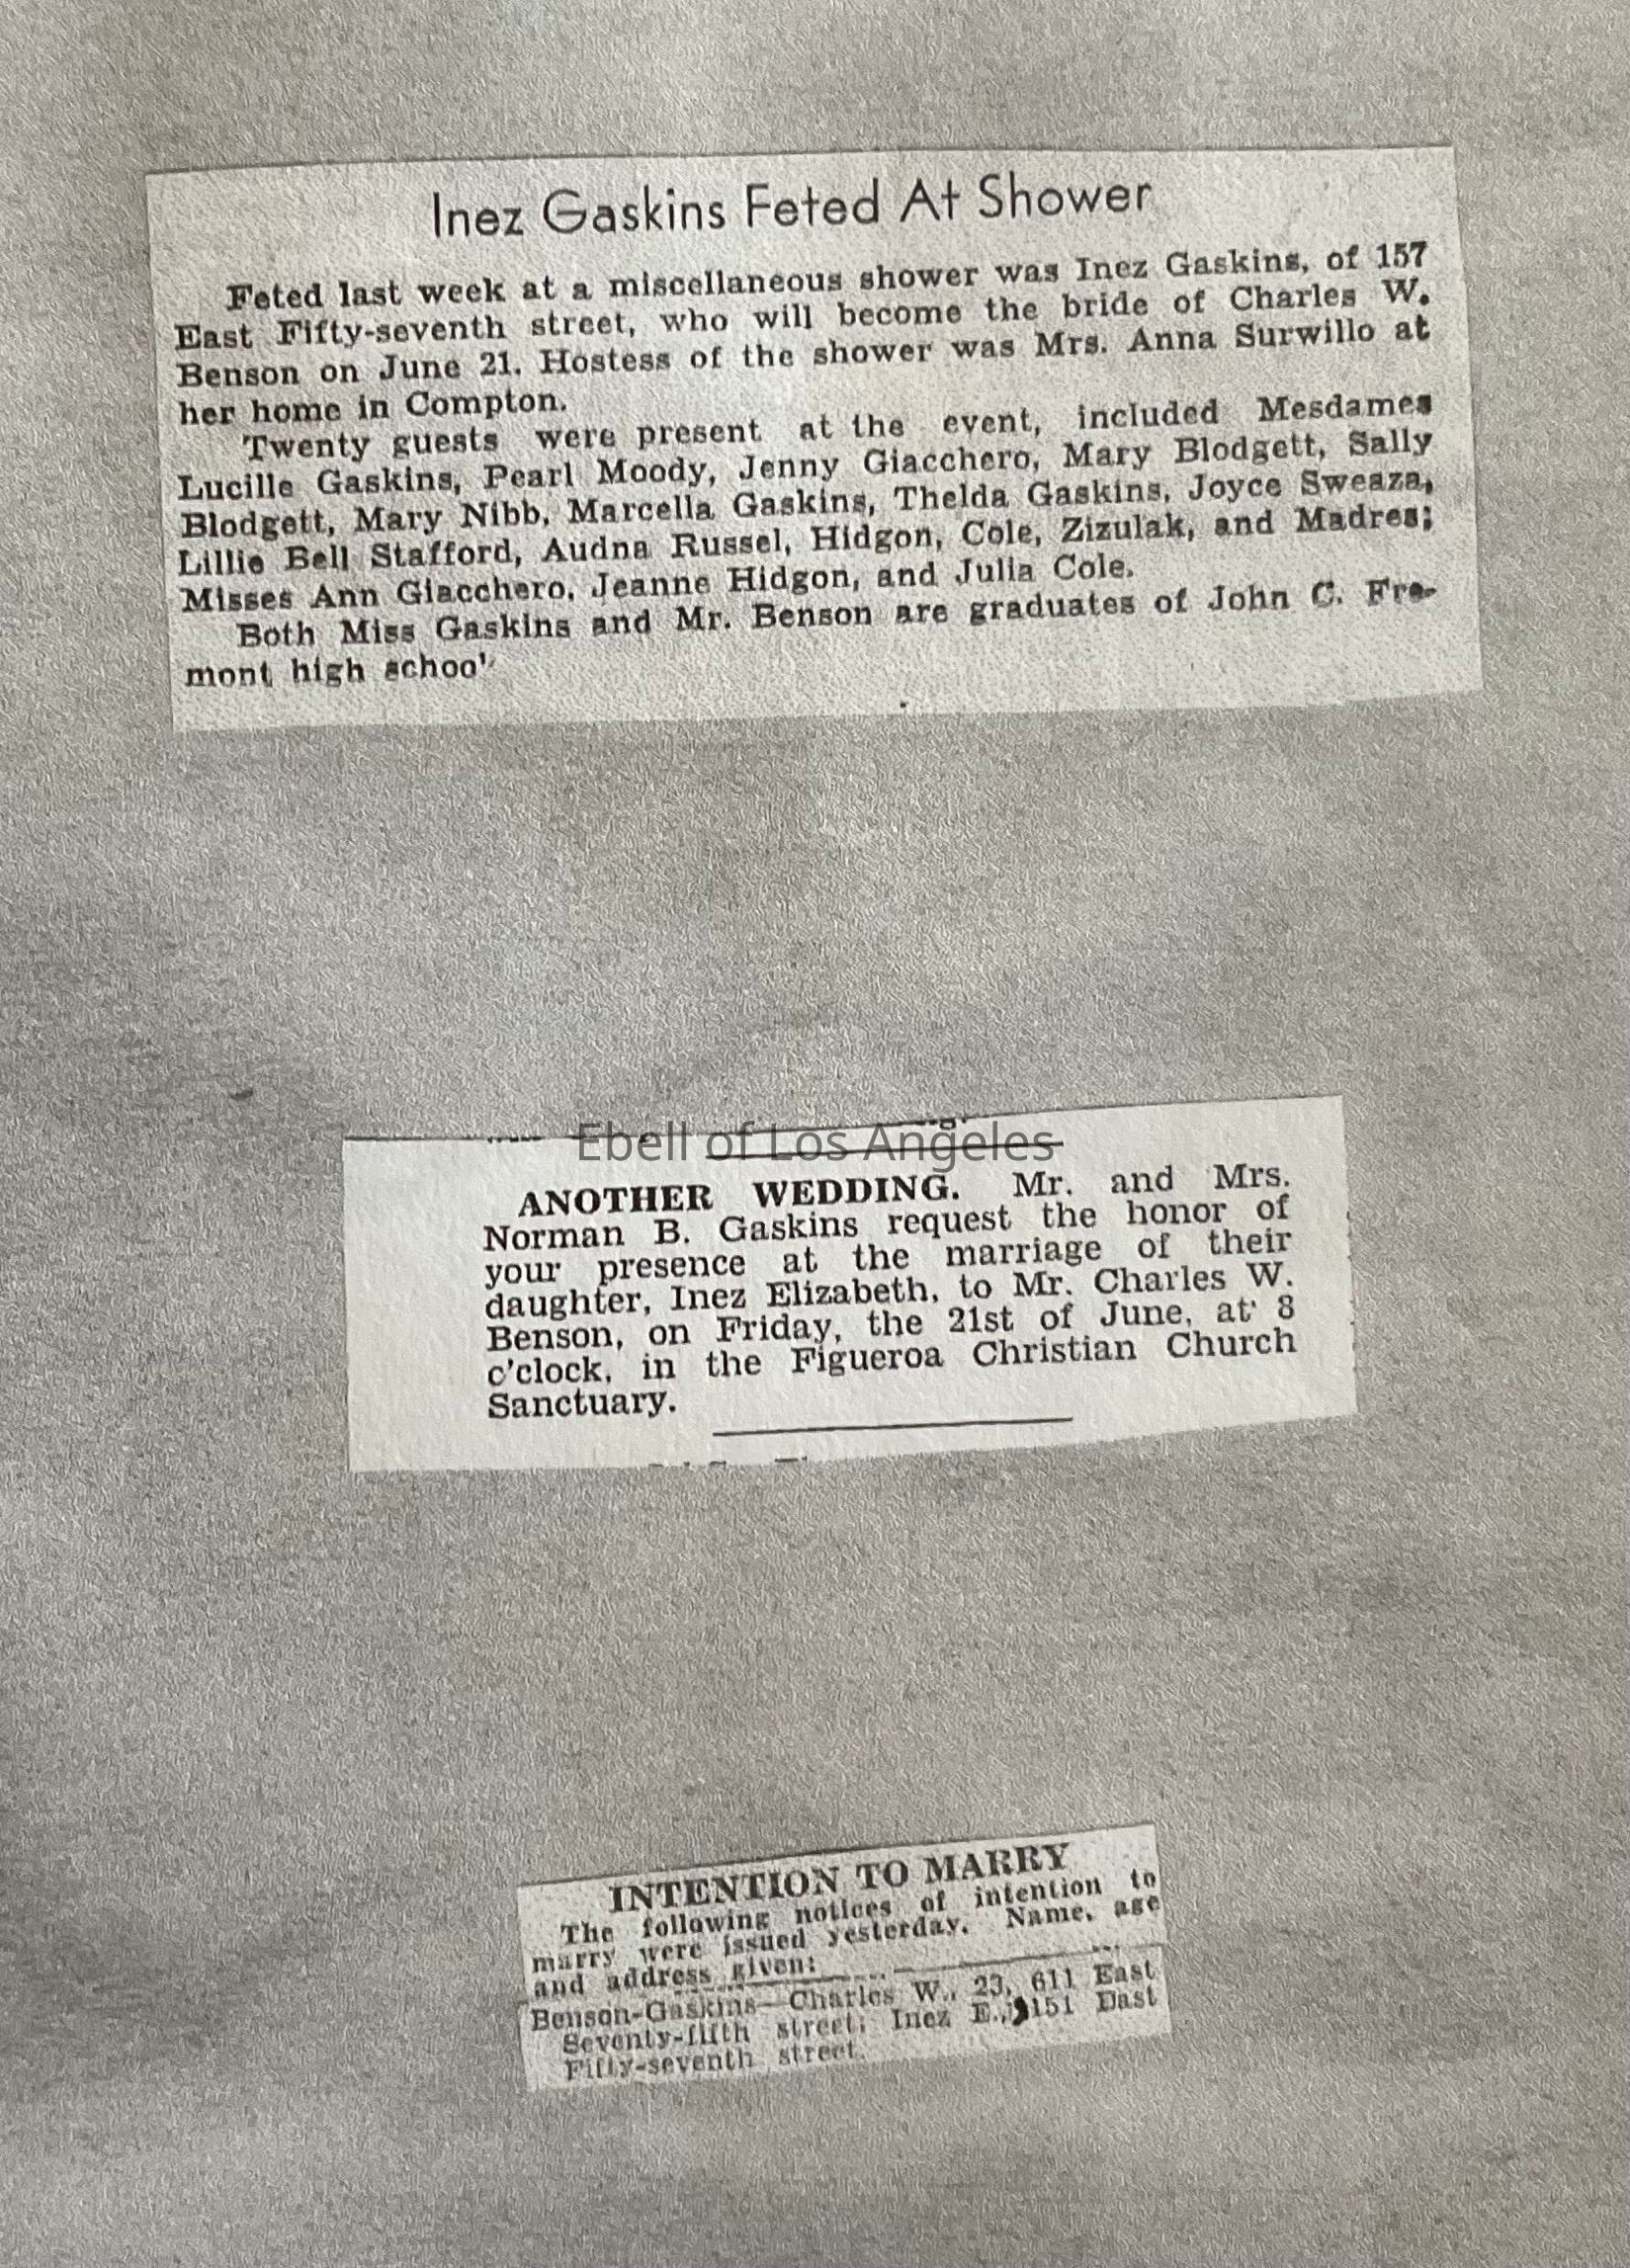 Inez Gaskins Feted At Shower
Feted last week at a miscellaneous shower was Inez Gaskins, of 157
East Fifty-seventh street, who will become the bride of Charles W.
Benson on June 21. Hostess of the shower was Mrs. Anna Surwillo at
her home in Compton.
Twenty guests were present at the event, included Mesdames
Lucille Gaskins, Pearl Moody, Jenny Giacchero, Mary Blodgett, Sally
Blodgett, Mary Nibb, Marcella Gaskins, Thelda Gaskins, Joyce Sweaza,
Lillie Bell Stafford, Audna Russel, Hidgon, Cole, Zizulak, and Madres;
Misses Ann Giacchero, Jeanne Hidgon, and Julia Cole.
Both Miss Gaskins and Mr. Benson are graduates of John C. Fre-
mont high schoo'
Ebell of Los Angeles
ANOTHER WEDDING. Mr. and Mrs.
Norman B. Gaskins request the honor of
your presence at the marriage of their
daughter, Inez Elizabeth, to Mr. Charles W.
Benson, on Friday, the 21st of June, at 8
c'clock, in the Figueroa Christian Church
Sanctuary.
INTENTION TO MARRY
The following notices of intention to
marry were issued yesterday. Name, age
and address given:
Benson-Gaskins—Charles W., 23, 611 East
Seventy-fifth street; Inez E., 151 East
Fifty-seventh street.